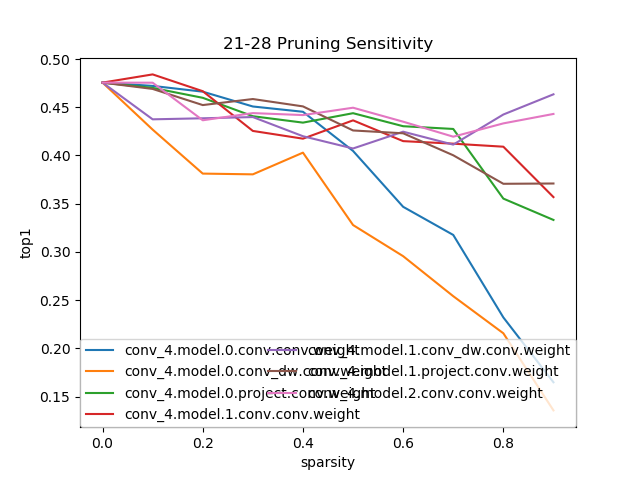 21-28 Pruning Sensitivity
top1
0.50
0.45
0.40
0.35
0.30
0.25
0.20
0.15
conv_4.model.0.conv.conv.weight
conv_4.model.0.conv_dw.conv.weight
conv_4.model.0.project.conv.weight
conv_4.model.1.conv.conv.weight
conv_4.model.1.conv_dw.conv.weight
conv_4.model.1.project.conv.weight
conv_4.model.2.conv.conv.weight
0.0 0.2 0.4 0.6 0.8
sparsity